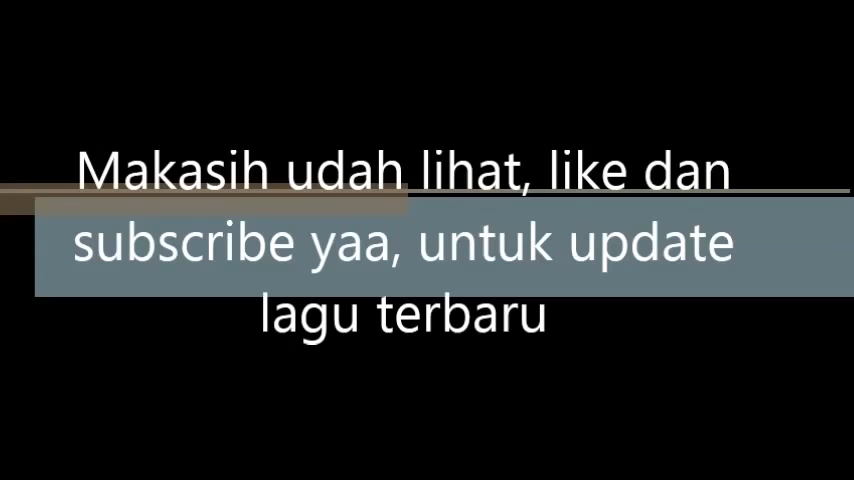 Makasih udah lihat, like dan
subscribe yaa, untuk update
lagu terbaru